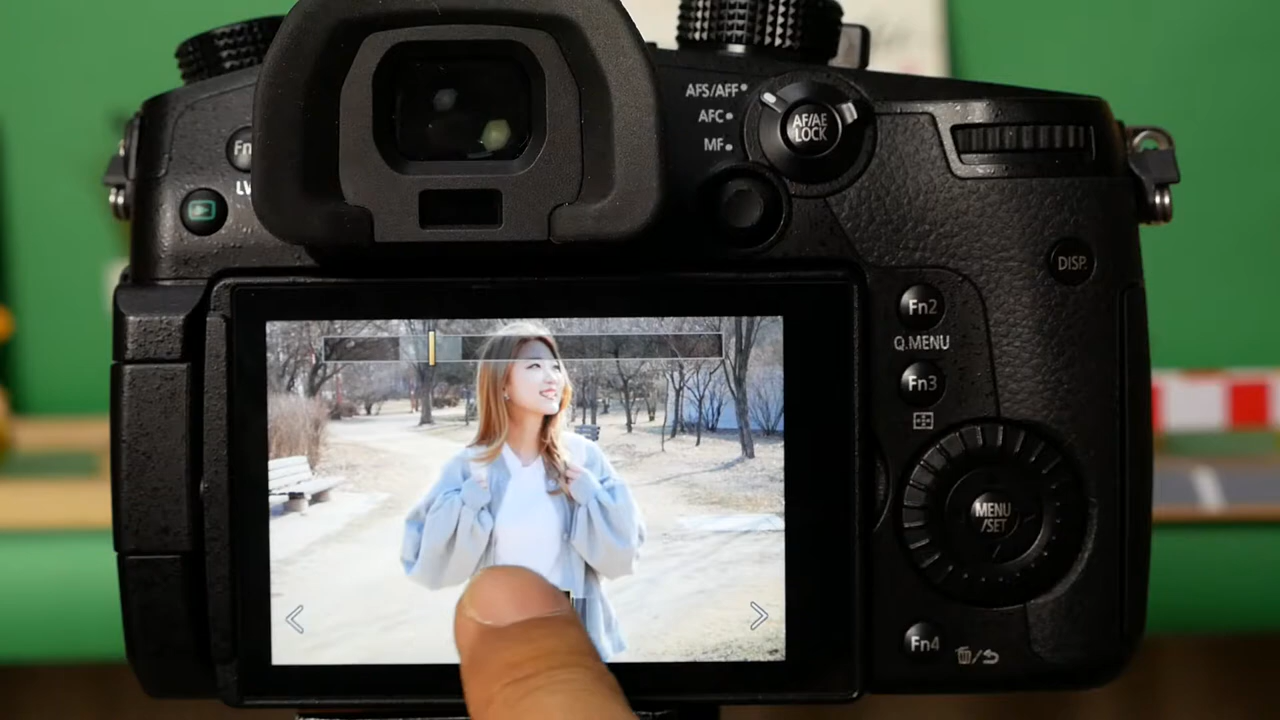 AFS/AFF
AFC
MF
AF/AE
LOCK
Fn
LV
DISP.
Fn2
Q.MENU
Fn3
MENU
/SET
Fn4